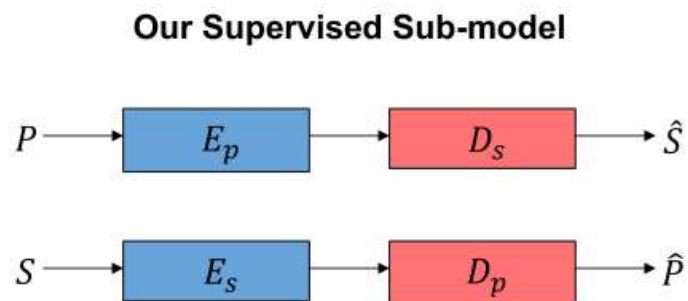 Our Supervised Sub-model
P E_p D_s Ŝ
S E_s D_p P̂